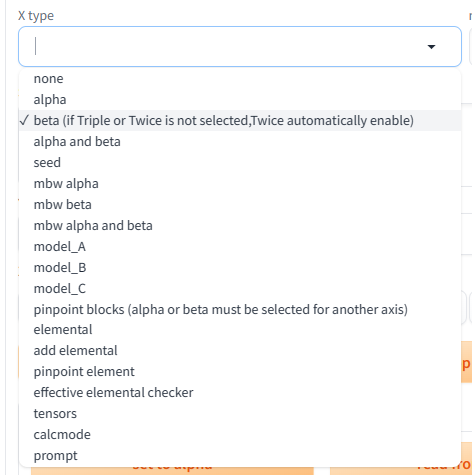 X type
none
alpha
✓ beta (if Triple or Twice is not selected,Twice automatically enable)
alpha and beta
seed
mbw alpha
mbw beta
mbw alpha and beta
model_A
model_B
model_C
pinpoint blocks (alpha or beta must be selected for another axis)
elemental
add elemental
pinpoint element
effective elemental checker
tensors
calcmode
prompt